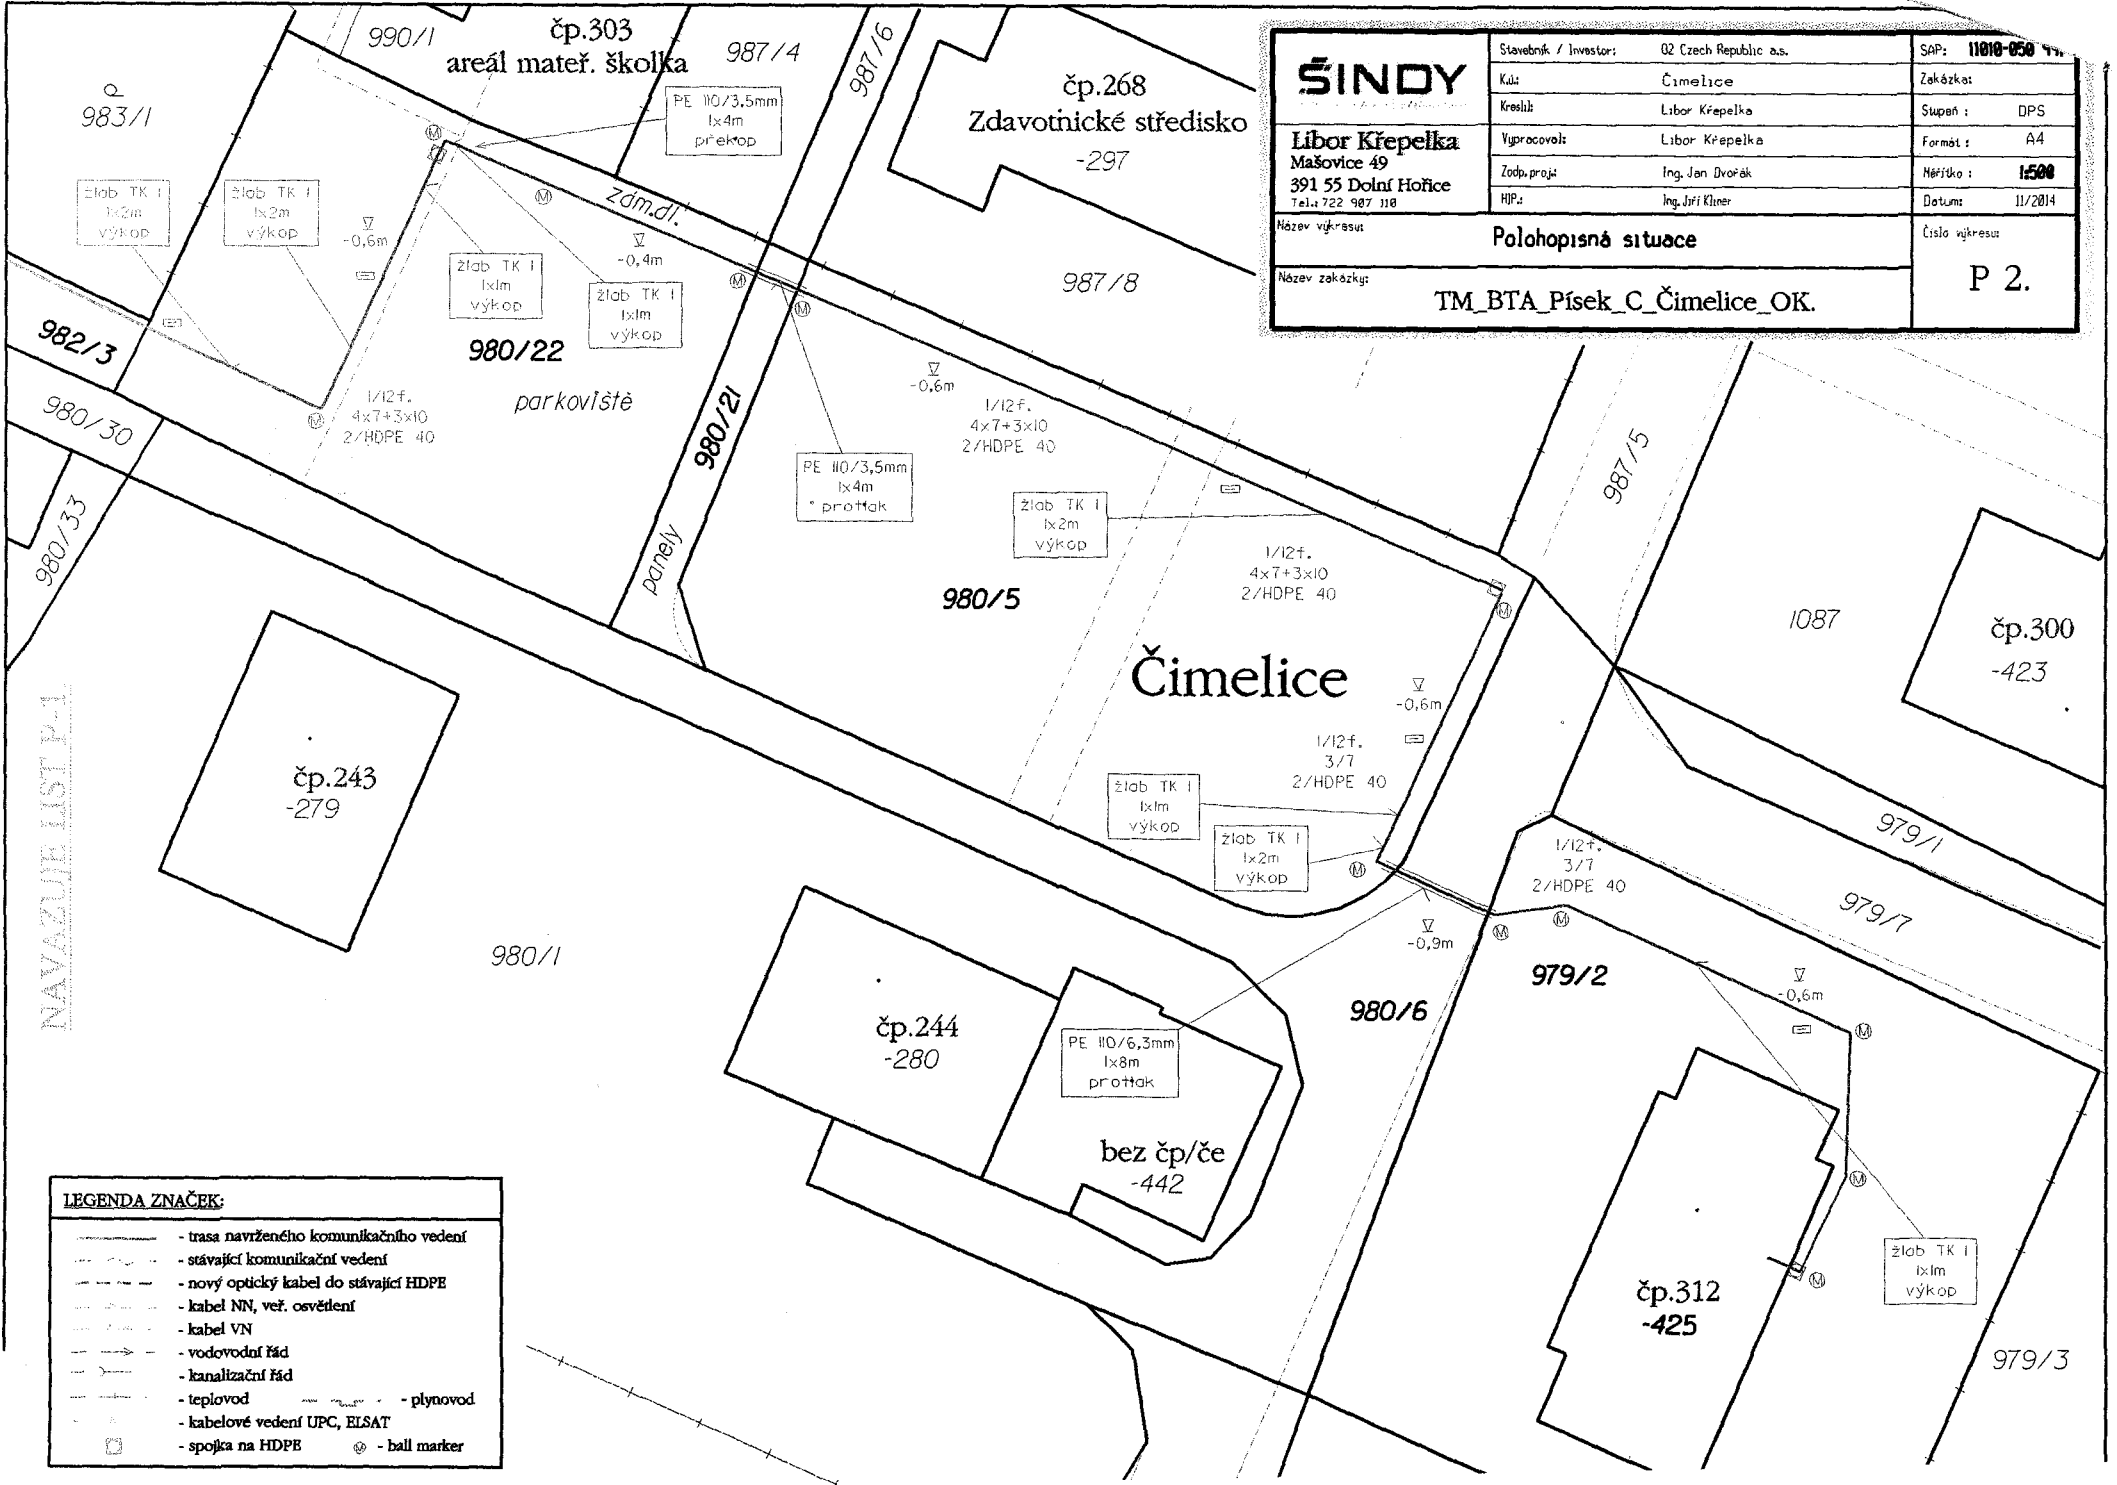 čp.303
areál mateř. školka
990/1
987/4
987/6
983/1
PE 110/3,5mm
1x4m
překop
čp.268
Zdavotnické středisko
-297
ŠINDY
Libor Křepelka
Mašovice 49
391 55 Dolní Hořice
Tel.: 722 907 110
Stavebník / Investor: O2 Czech Republic a.s.
K.ú.: Čimelice
Kreslil: Libor Křepelka
Vypracoval: Libor Křepelka
Zodp. proj.: Ing. Jan Dvořák
HIP.:
SAP: 11010-050
Zakázka:
Stupeň : DPS
Formát : A4
Měřítko : 1:500
Datum: 11/2014
Název výkresu:
Polohopisná situace
Číslo výkresu:
P 2.
Název zakázky:
TM_BTA_Písek_C_Čimelice_OK.
žlab TK 1
1x2m
výkop
žlab TK 1
1x2m
výkop
-0,6m
zám.dl.
-0,4m
žlab TK 1
1x1m
výkop
žlab TK 1
1x1m
výkop
987/8
982/3
980/22
parkoviště
980/30
1/12f.
4x7+3x10
2/HDPE 40
980/21
-0,6m
1/12f.
4x7+3x10
2/HDPE 40
PE 110/3,5mm
1x4m
protlak
987/5
980/33
panely
žlab TK 1
1x2m
výkop
1/12f.
4x7+3x10
2/HDPE 40
980/5
1087
čp.300
-423
Čimelice
-0,6m
NAVAZUJE LIST P-1
čp.243
-279
1/12f.
3/7
2/HDPE 40
žlab TK 1
1x1m
výkop
žlab TK 1
1x2m
výkop
979/1
1/12f.
3/7
2/HDPE 40
979/7
-0,9m
980/1
979/2
980/6
-0,6m
čp.244
-280
PE 110/6,3mm
1x8m
protlak
bez čp/če
-442
žlab TK 1
1x1m
výkop
čp.312
-425
979/3
LEGENDA ZNAČEK:
- trasa navrženého komunikačního vedení
- stávající komunikační vedení
- nový optický kabel do stávající HDPE
- kabel NN, veř. osvětlení
- kabel VN
- vodovodní řád
- kanalizační řád
- teplovod - plynovod
- kabelové vedení UPC, ELSAT
- spojka na HDPE M - ball marker